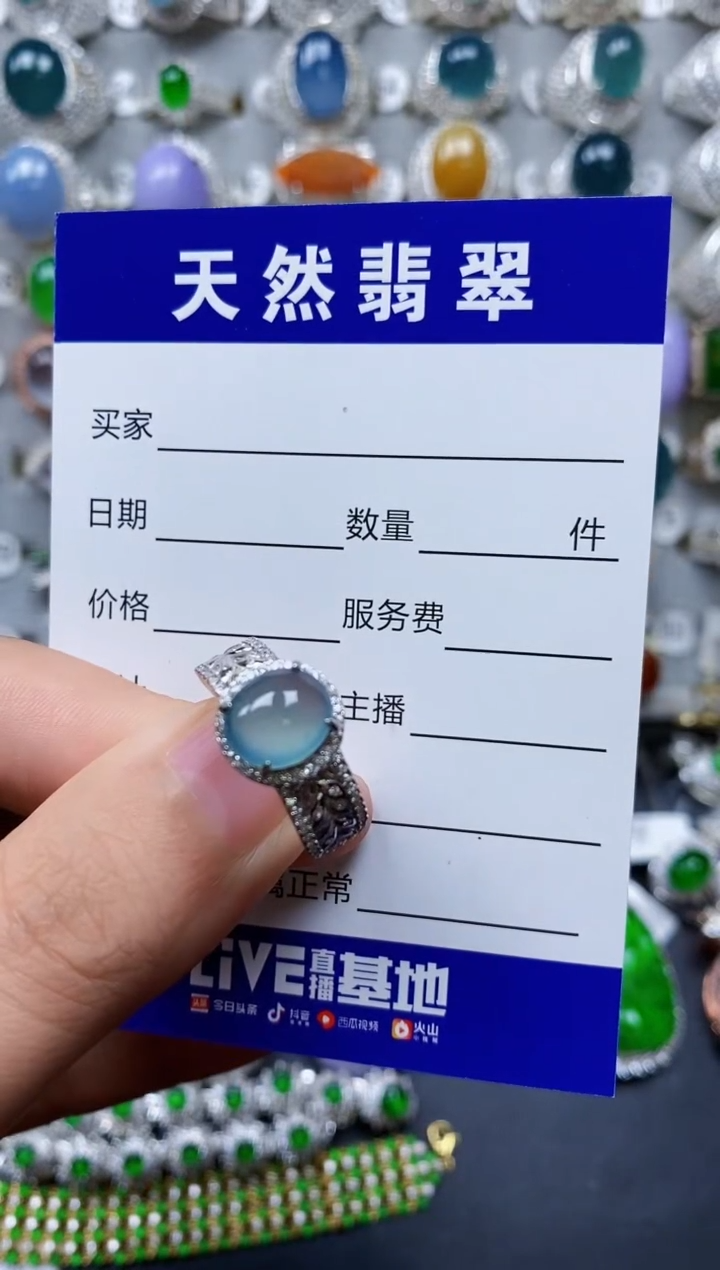 天然翡翠
买家
日期 数量 件
价格 服务费
主播
正常
LIVE直播基地
今日头条 抖音 西瓜视频 火山